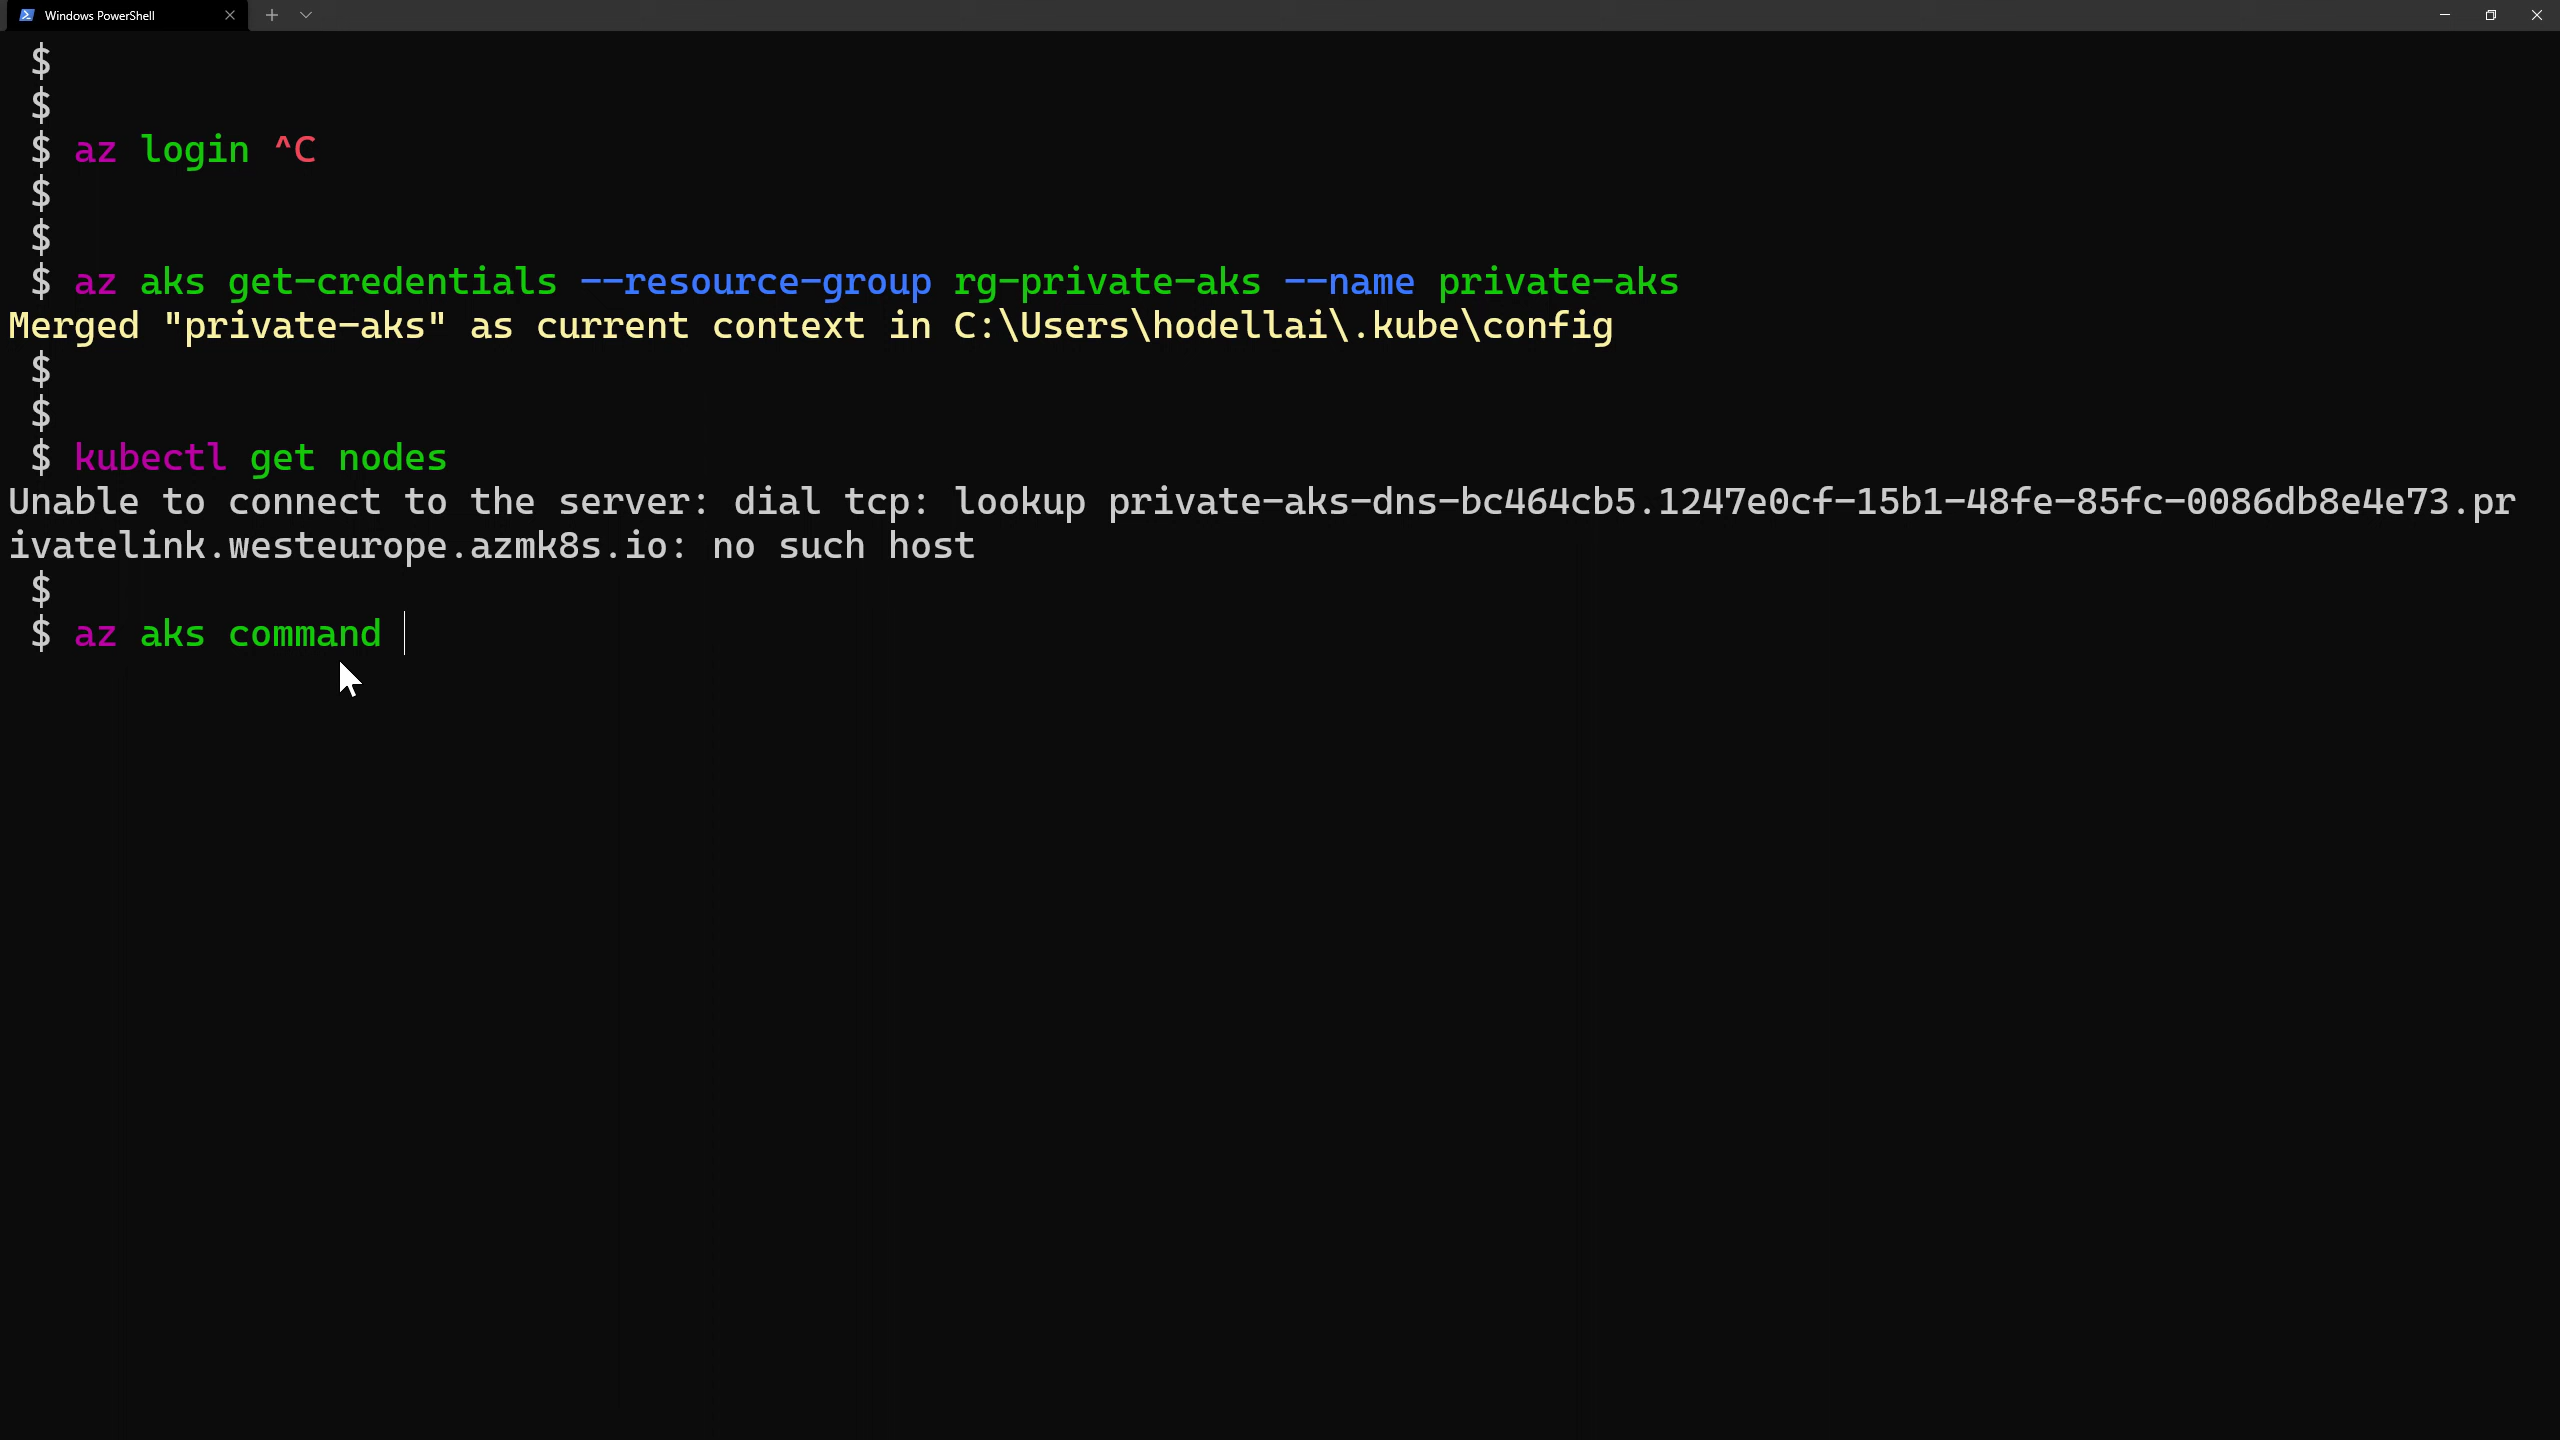 Windows PowerShell
$
$
$ az login ^C
$
$
$ az aks get-credentials --resource-group rg-private-aks --name private-aks
Merged "private-aks" as current context in C:\Users\hodellai\.kube\config
$
$
$ kubectl get nodes
Unable to connect to the server: dial tcp: lookup private-aks-dns-bc464cb5.1247e0cf-15b1-48fe-85fc-0086db8e4e73.pr
ivatelink.westeurope.azmk8s.io: no such host
$
$ az aks command